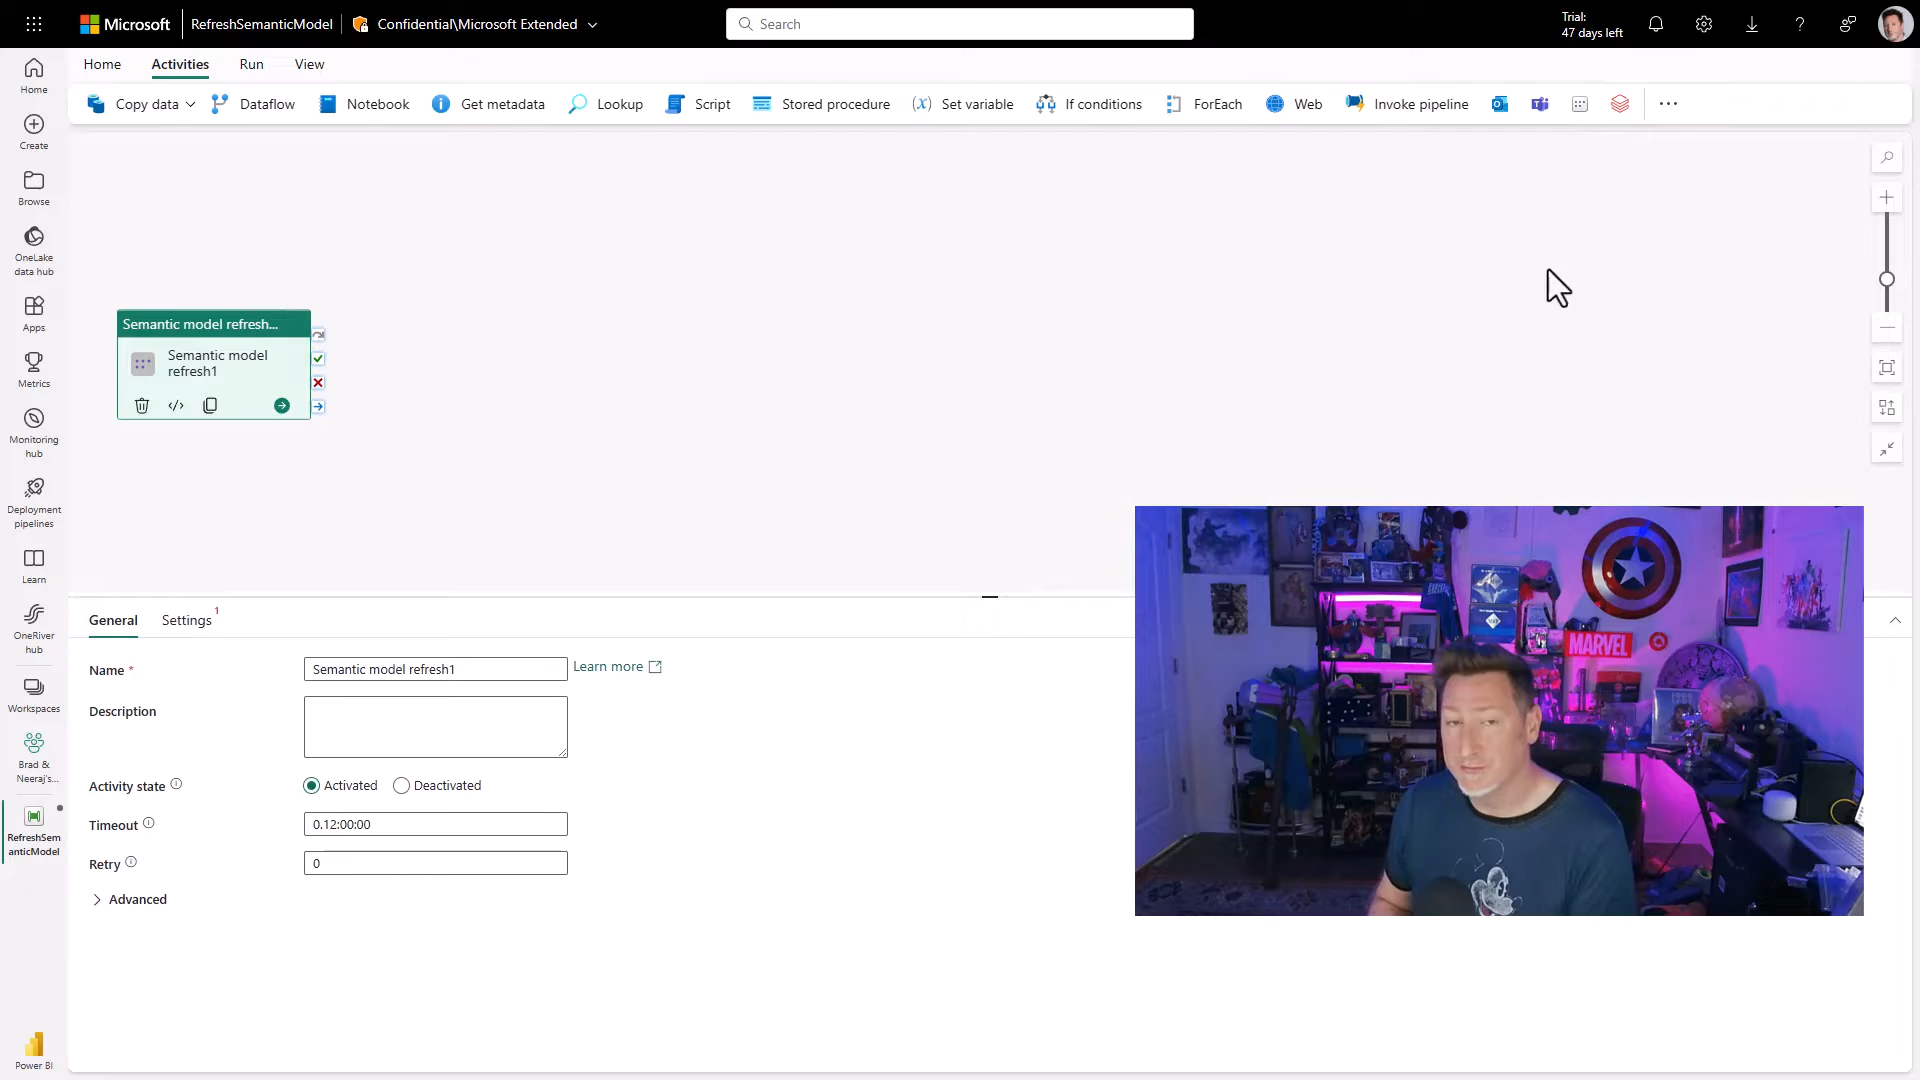 Microsoft
RefreshSemanticModel
Confidential\Microsoft Extended
Search
Trial:
47 days left
Home
Activities
Run
View
Copy data
Dataflow
Notebook
Get metadata
Lookup
Script
Stored procedure
Set variable
If conditions
ForEach
Web
Invoke pipeline
Home
Create
Browse
OneLake
data hub
Apps
Metrics
Monitoring
hub
Deployment
pipelines
Learn
OneRiver
hub
Workspaces
Brad &
Neeraj's...
RefreshSem
anticModel
Power BI
Semantic model refresh...
Semantic model
refresh1
General
Settings
1
Name *
Semantic model refresh1
Learn more
Description
Activity state
Activated
Deactivated
Timeout
0.12:00:00
Retry
0
Advanced
MARVEL